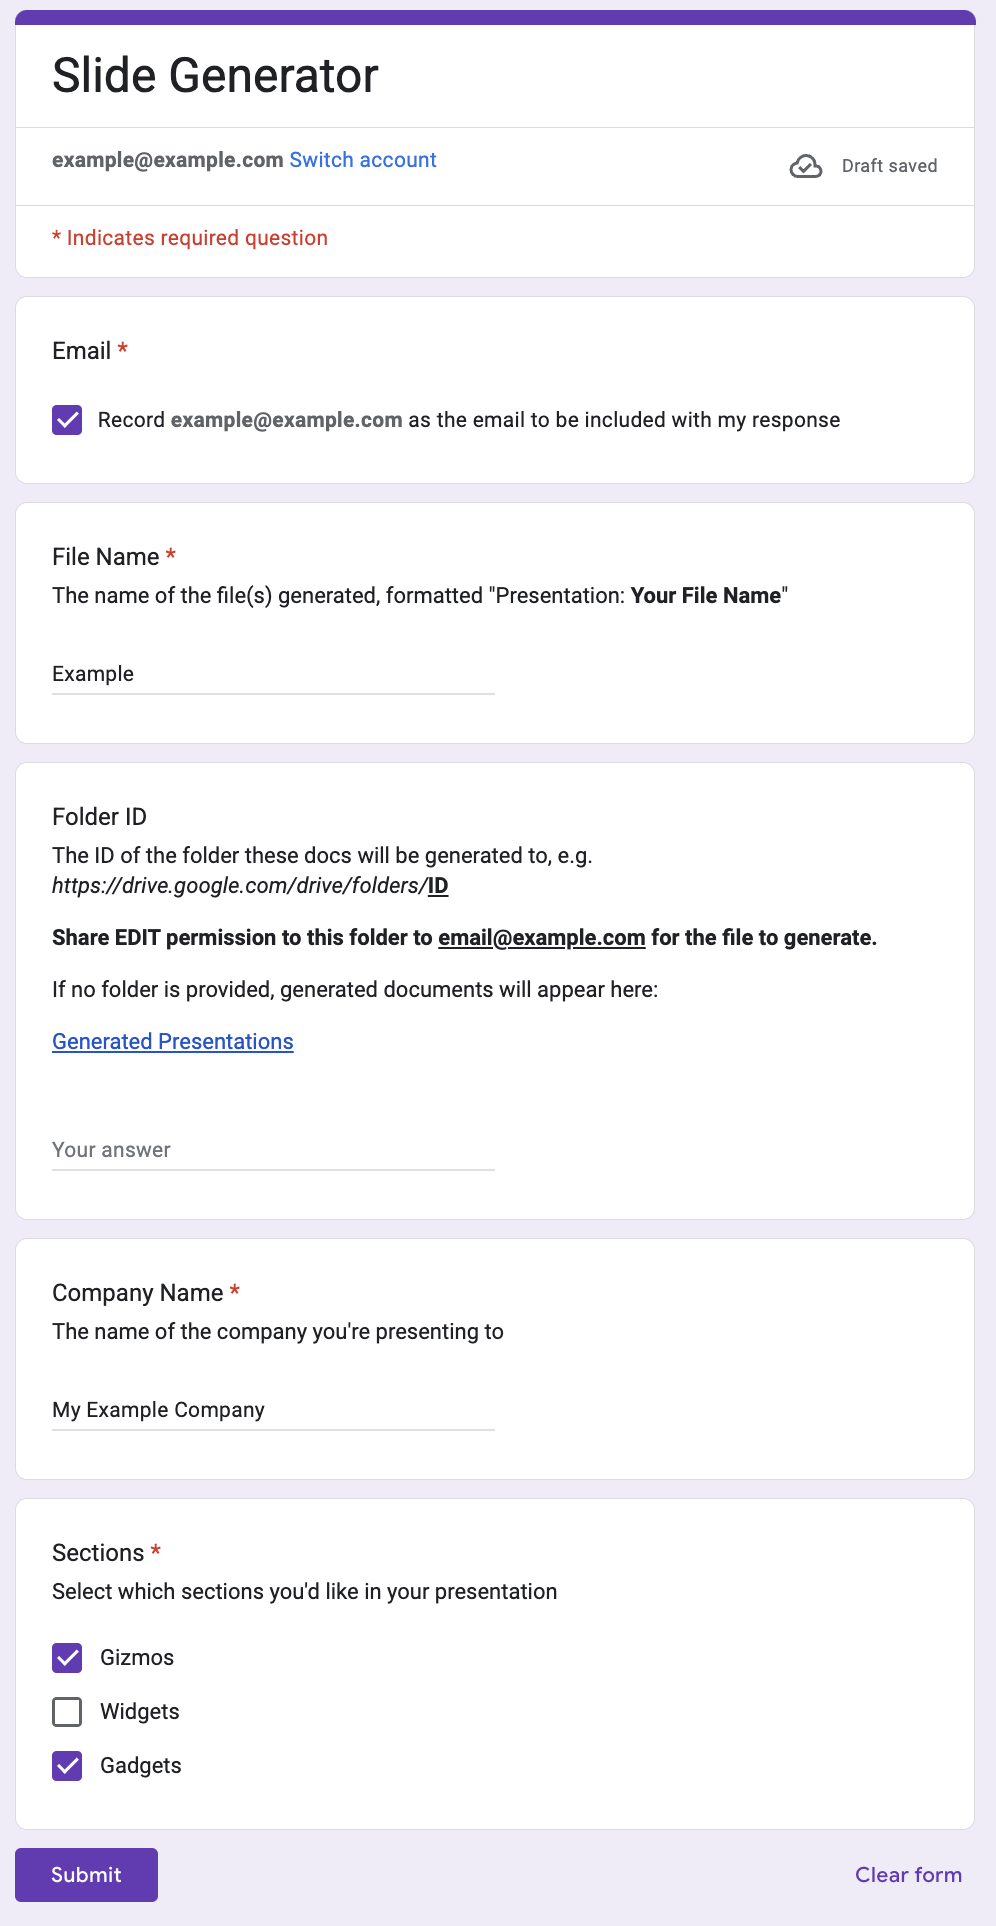 Slide Generator
example@example.com Switch account
Draft saved
* Indicates required question
Email *
Record example@example.com as the email to be included with my response
File Name *
The name of the file(s) generated, formatted "Presentation: Your File Name"
Example
Folder ID
The ID of the folder these docs will be generated to, e.g.
https://drive.google.com/drive/folders/ID
Share EDIT permission to this folder to email@example.com for the file to generate.
If no folder is provided, generated documents will appear here:
Generated Presentations
Your answer
Company Name *
The name of the company you're presenting to
My Example Company
Sections *
Select which sections you'd like in your presentation
Gizmos
Widgets
Gadgets
Submit
Clear form